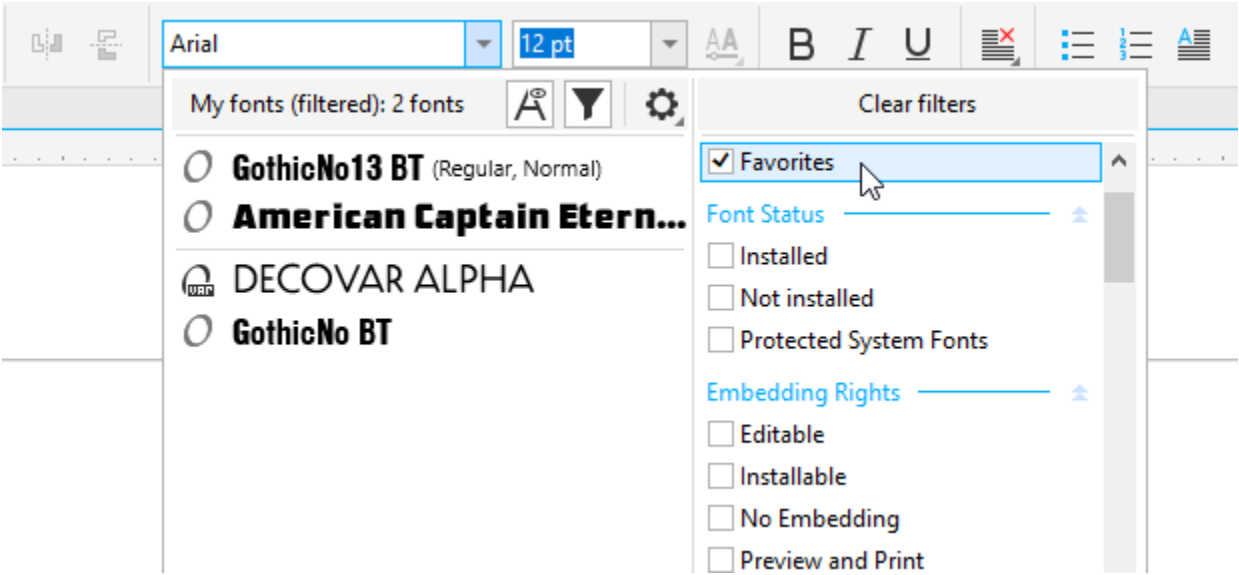 Arial
12 pt
AA
B I U
My fonts (filtered): 2 fonts
Clear filters
GothicNo13 BT (Regular, Normal)
American Captain Etern...
DECOVAR ALPHA
VAR
GothicNo BT
Favorites
Font Status
Installed
Not installed
Protected System Fonts
Embedding Rights
Editable
Installable
No Embedding
Preview and Print